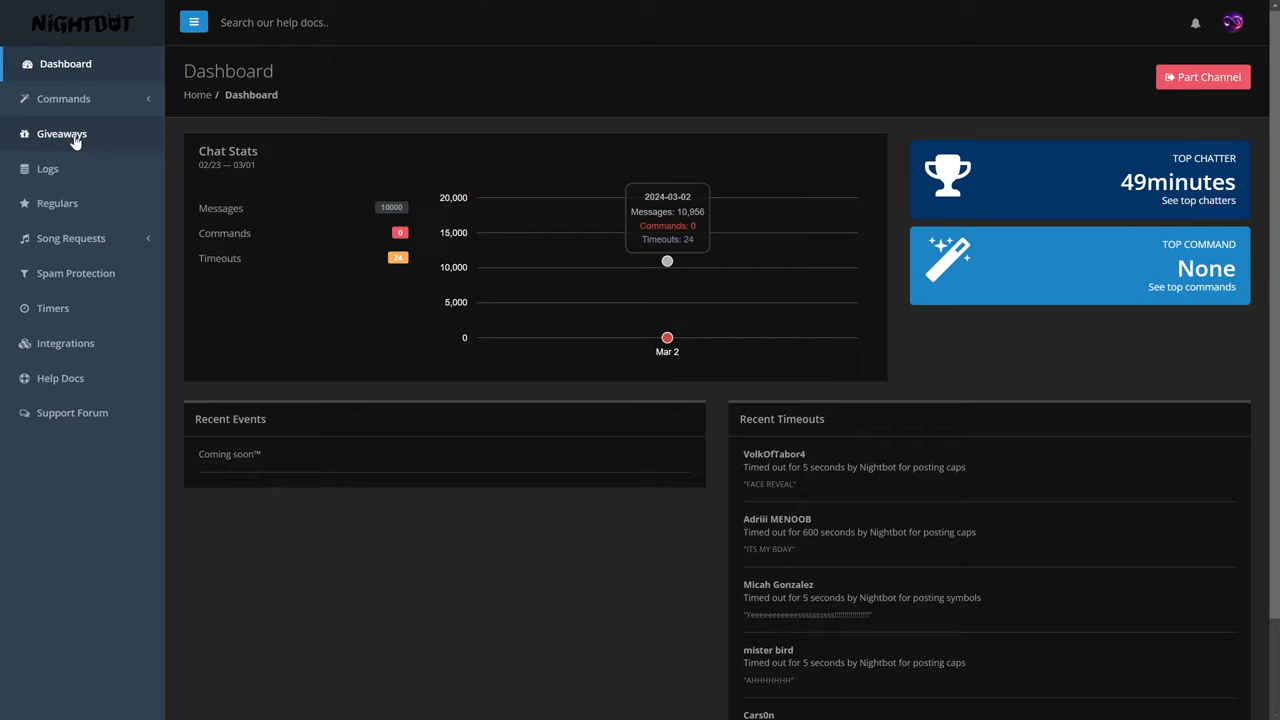 NIGHTBOT
Search our help docs..
Dashboard
Commands
Giveaways
Logs
Regulars
Song Requests
Spam Protection
Timers
Integrations
Help Docs
Support Forum
Dashboard
Home / Dashboard
Part Channel
Chat Stats
02/23 — 03/01
Messages 10000
Commands 0
Timeouts 24
20,000
15,000
10,000
5,000
0
2024-03-02
Messages: 10,956
Commands: 0
Timeouts: 24
Mar 2
TOP CHATTER
49minutes
See top chatters
TOP COMMAND
None
See top commands
Recent Events
Coming soon™
Recent Timeouts
VolkOfTabor4
Timed out for 5 seconds by Nightbot for posting caps
"FACE REVEAL"
Adriii MENOOB
Timed out for 600 seconds by Nightbot for posting caps
"ITS MY BDAY"
Micah Gonzalez
Timed out for 5 seconds by Nightbot for posting symbols
mister bird
Timed out for 5 seconds by Nightbot for posting caps
"AHHHHHHH"
Cars0n